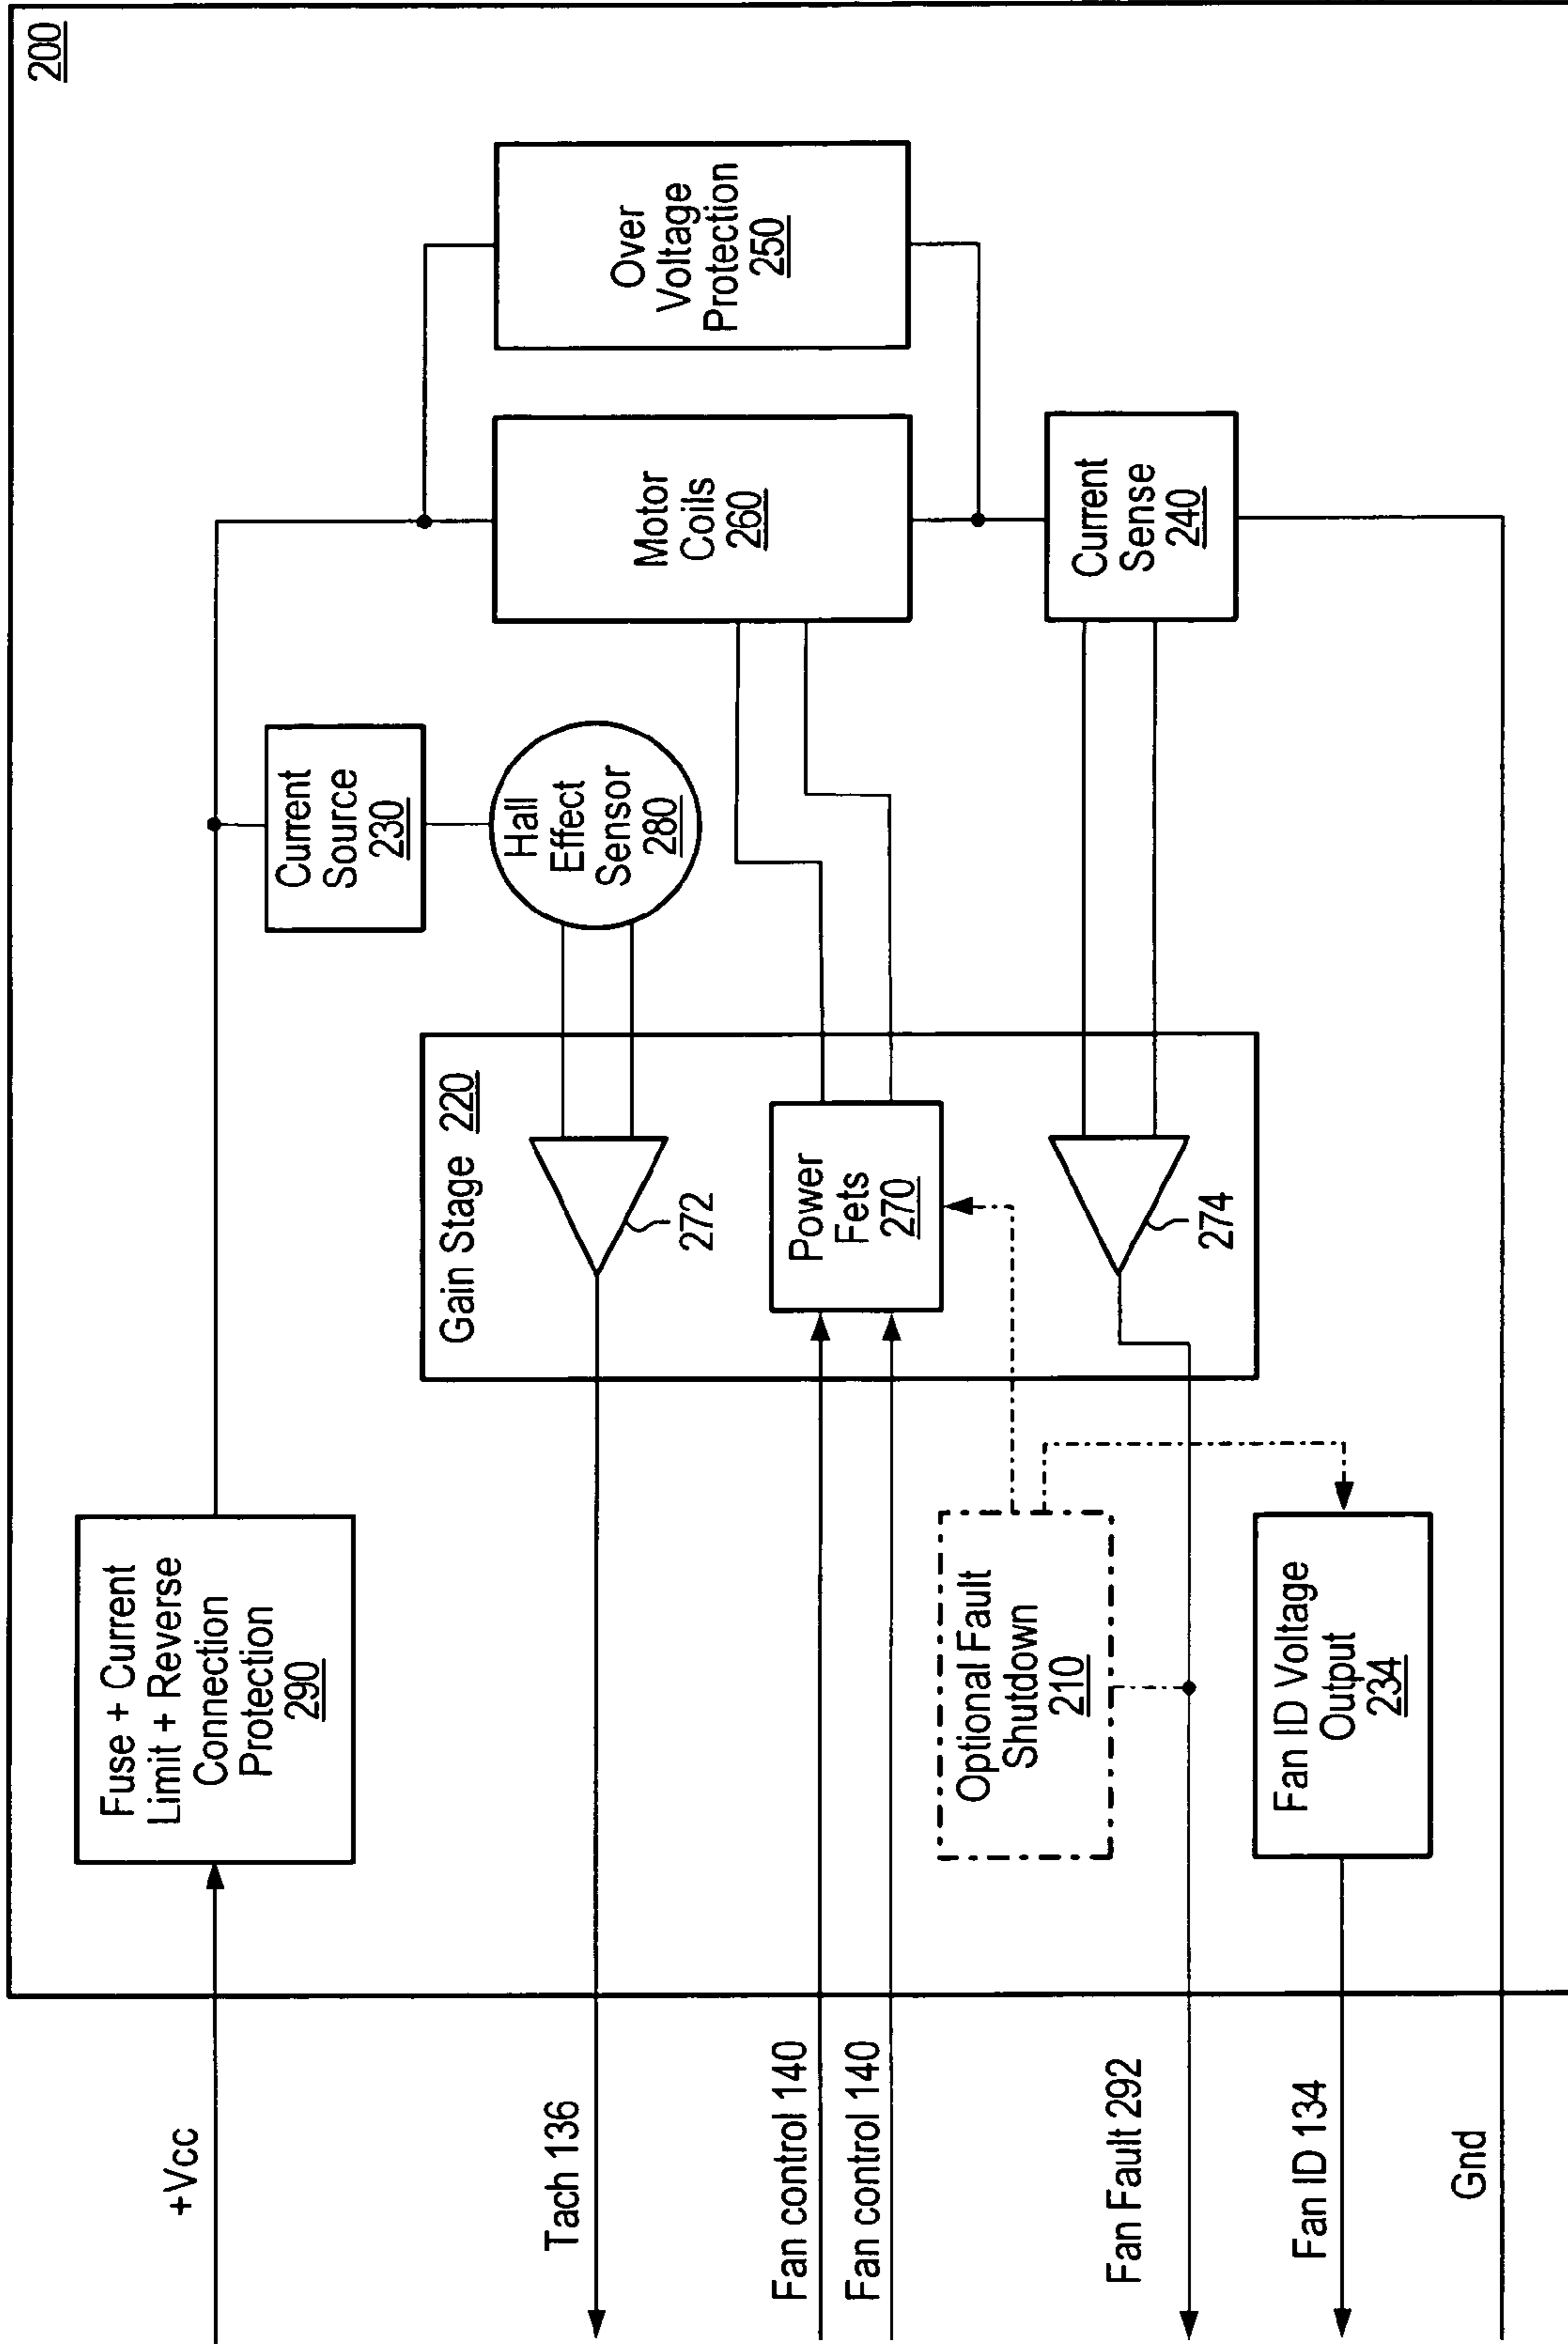 200
+Vcc
Fuse + Current
Limit + Reverse
Connection
Protection
290
Current
Source
230
Tach 136
Gain Stage 220
272
Hall
Effect
Sensor
280
Motor
Coils
260
Over
Voltage
Protection
250
Fan control 140
Fan control 140
Power
Fets
270
Optional Fault
Shutdown
210
274
Current
Sense
240
Fan Fault 292
Fan ID 134
Fan ID Voltage
Output
234
Gnd